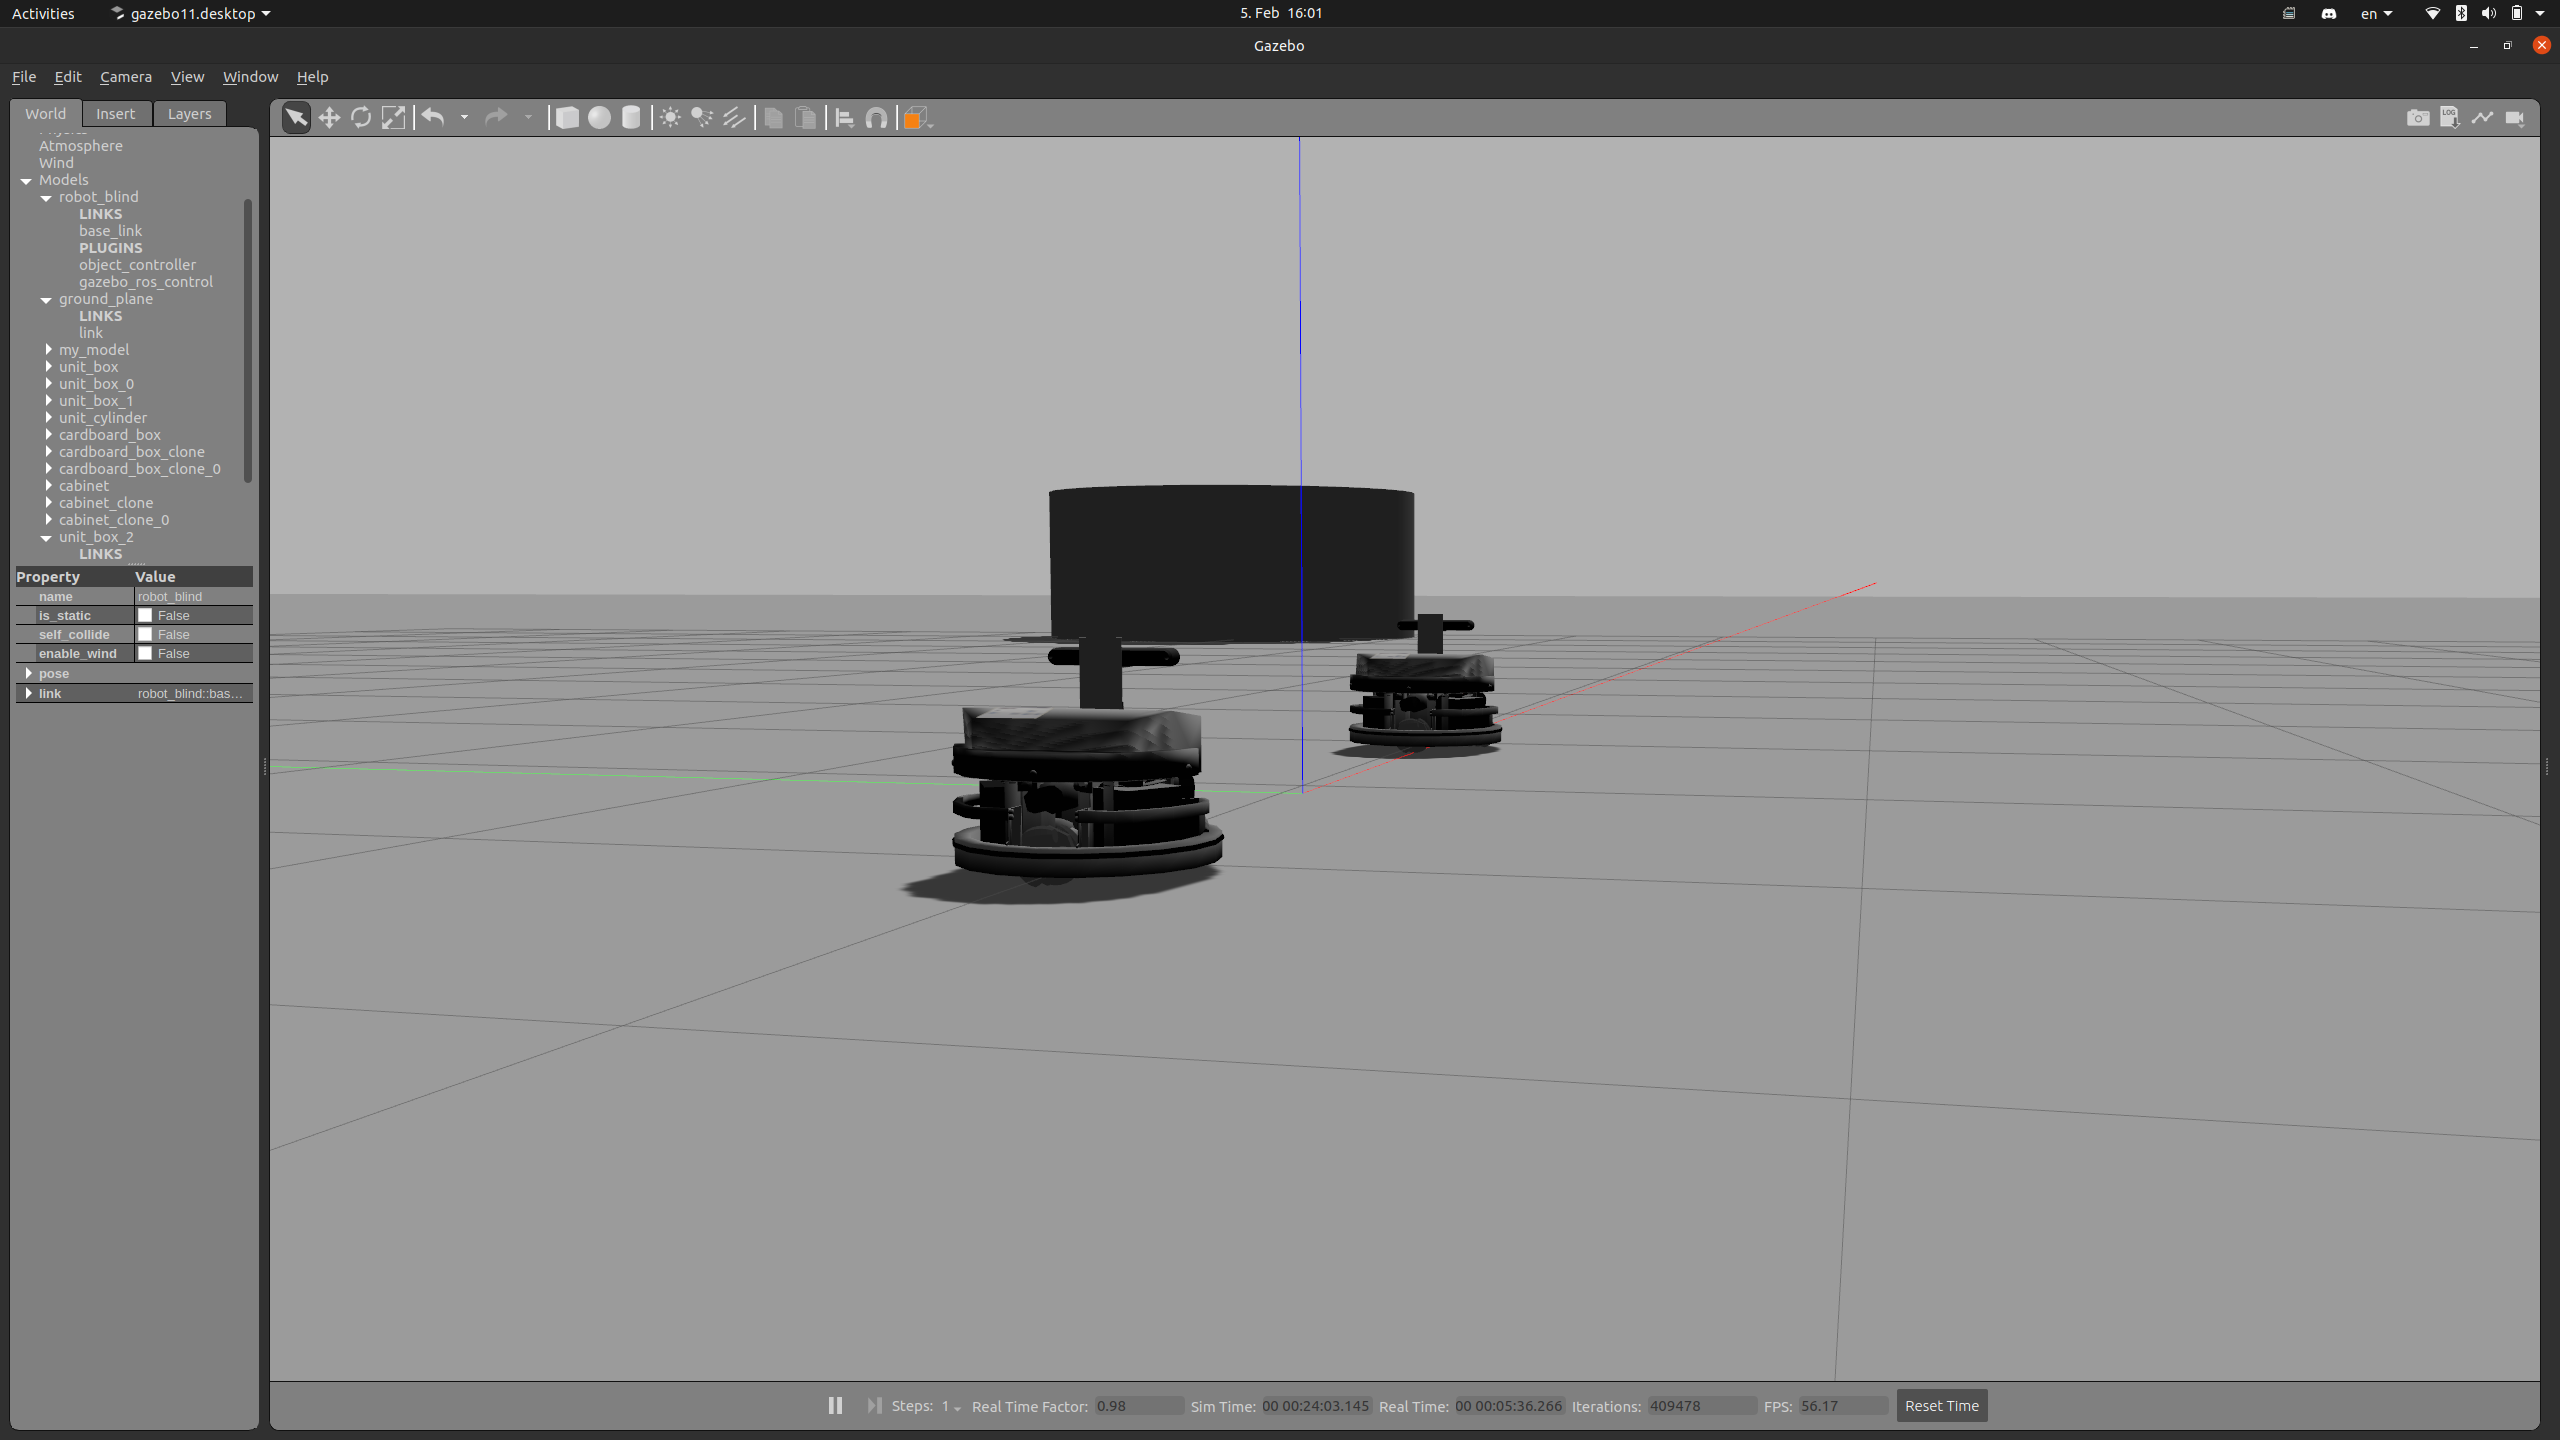 Activities gazebo11.desktop 5. Feb 16:01 en
Gazebo
File Edit Camera View Window Help
World Insert Layers
Atmosphere
Wind
Models
robot_blind
LINKS
base_link
PLUGINS
object_controller
gazebo_ros_control
ground_plane
LINKS
link
my_model
unit_box
unit_box_0
unit_box_1
unit_cylinder
cardboard_box
cardboard_box_clone
cardboard_box_clone_0
cabinet
cabinet_clone
cabinet_clone_0
unit_box_2
LINKS
Property Value
name robot_blind
is_static False
self_collide False
enable_wind False
pose
link robot_blind::bas...
LOG
Steps: 1 Real Time Factor: 0.98 Sim Time: 00 00:24:03.145 Real Time: 00 00:05:36.266 Iterations: 409478 FPS: 56.17 Reset Time